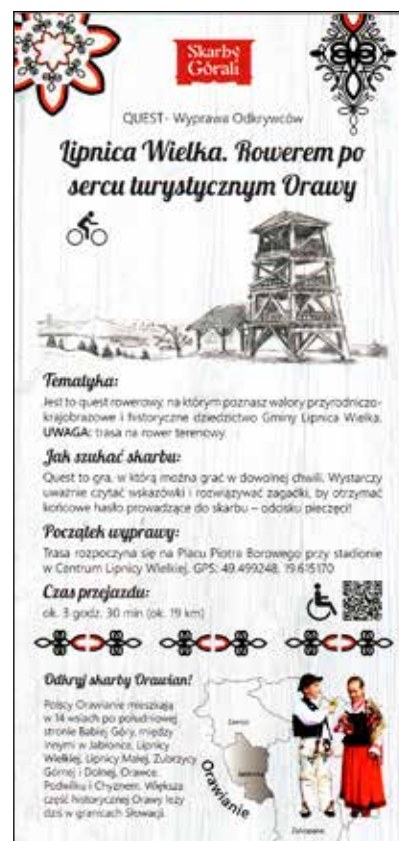 Skarby
Górali
QUEST - Wyprawa Odkrywców
Lipnica Wielka. Rowerem po
sercu turystycznym Orawy
Tematyka:
Jest to quest rowerowy, na którym poznasz walory przyrodniczo-
krajobrazowe i historyczne dziedzictwo Gminy Lipnica Wielka.
UWAGA: trasa na rower terenowy.
Jak szukać skarbu:
Quest to gra, w którą można grać w dowolnej chwili. Wystarczy
uważnie czytać wskazówki i rozwiązywać zagadki, by otrzymać
końcowe hasło prowadzące do skarbu – odcisku pieczęci!
Początek wyprawy:
Trasa rozpoczyna się na Placu Piotra Borowego przy stadionie
w Centrum Lipnicy Wielkiej. GPS: 49.499248, 19.615170
Czas przejazdu:
ok. 3 godz. 30 min (ok. 19 km)
Odkryj skarby Orawian!
Polscy Orawianie mieszkają
w 14 wsiach po południowej
stronie Babiej Góry, między
innymi w Jabłonce, Lipnicy
Wielkiej, Lipnicy Małej, Zubrzycy
Górnej i Dolnej, Orawce,
Podwilku i Chyżnem. Większa
część historycznej Orawy leży
dziś w granicach Słowacji.
Jabłonka
Orawianie
Zakopane